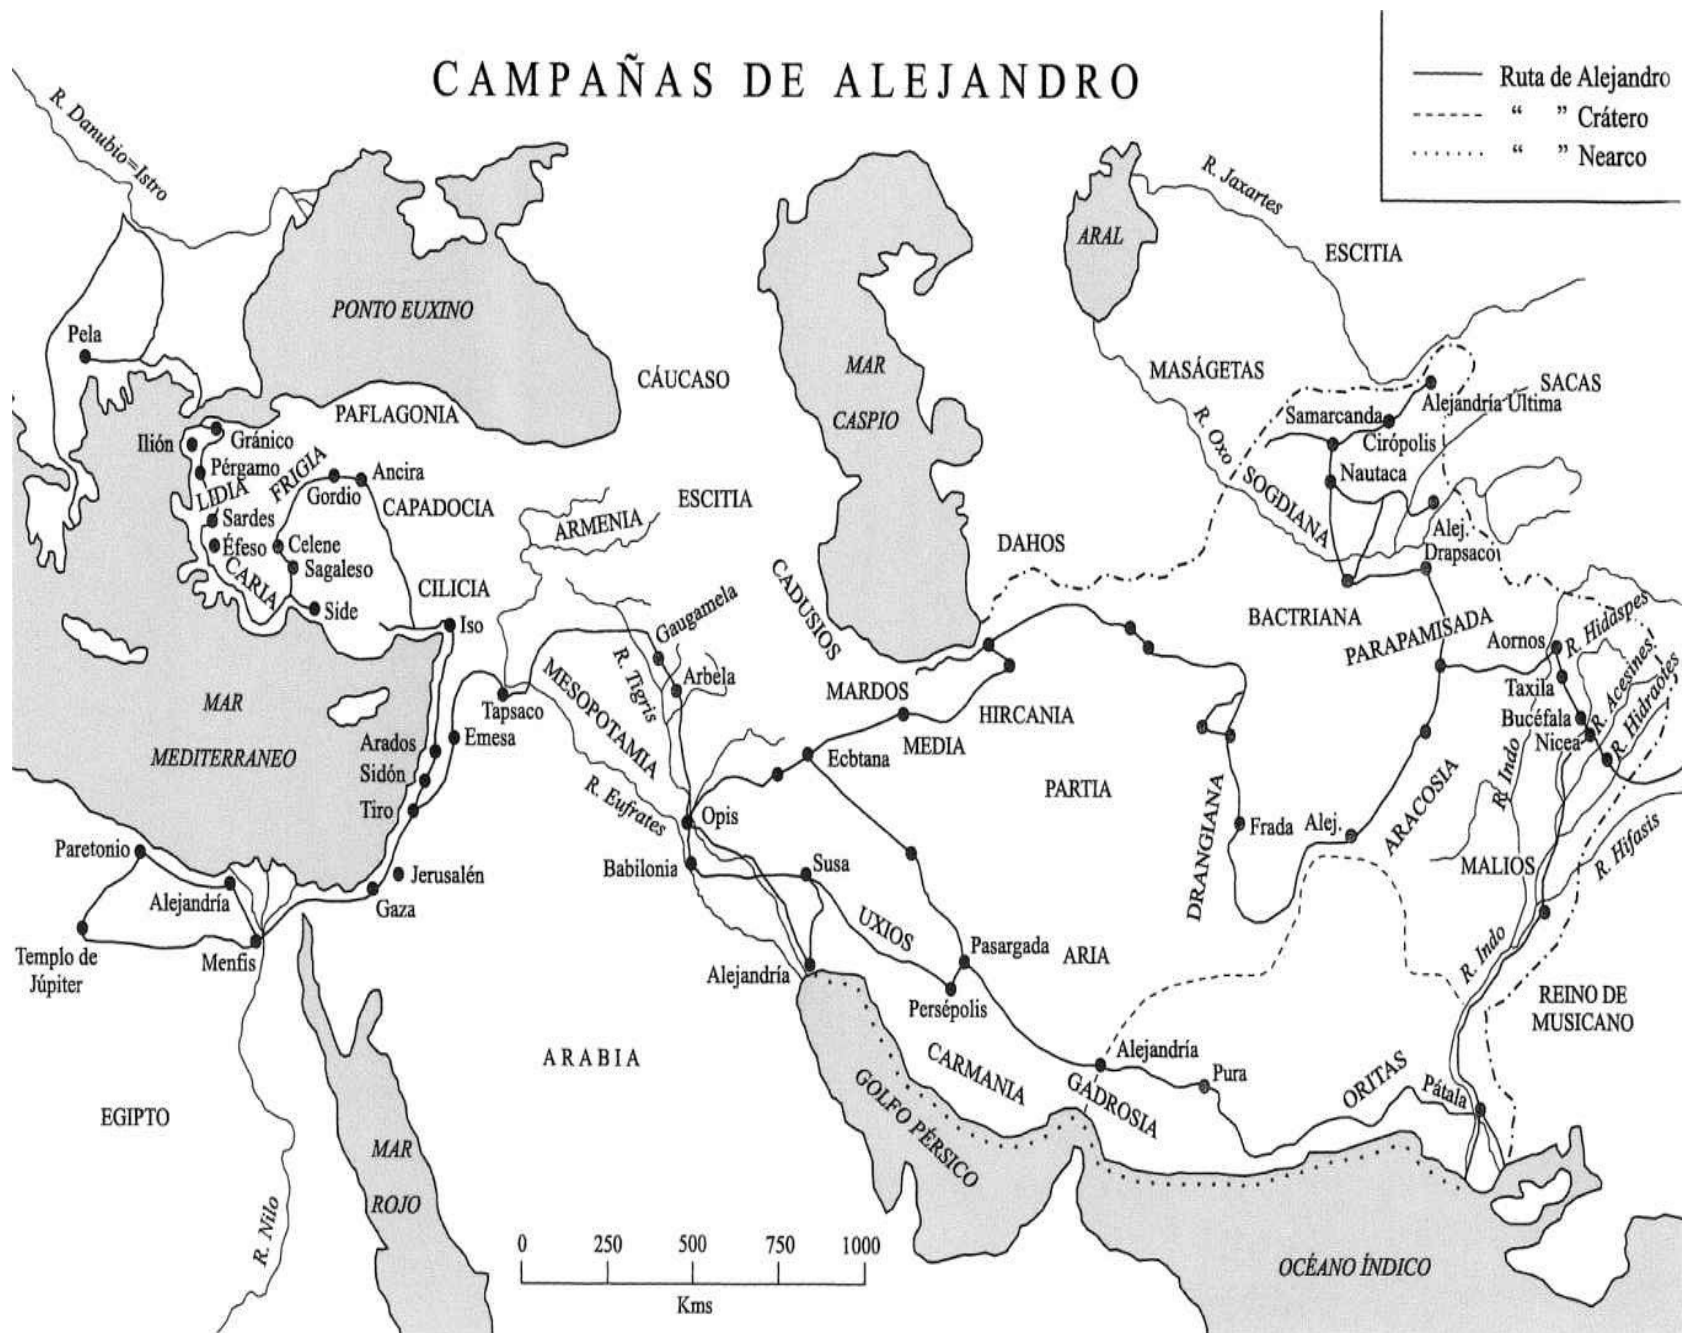 CAMPAÑAS DE ALEJANDRO
Ruta de Alejandro
“ ” Crátero
“ ” Nearco
R. Danubio=Istro
PONTO EUXINO
Pela
CÁUCASO
MAR
CASPIO
ARAL
R. Jaxartes
ESCITIA
MASÁGETAS
SACAS
Samarcanda
Alejandría Última
Cirópolis
R. Oxo
Nautaca
SOGDIANA
Alej.
Drapsaco
PAFLAGONIA
Ilión
Gránico
Pérgamo
FRIGIA
Ancira
LIDIA
Gordio
CAPADOCIA
Sardes
Éfeso
Celene
Sagaleso
CARIA
Side
CILICIA
Iso
ARMENIA
ESCITIA
DAHOS
CADUSIOS
BACTRIANA
PARAPAMISADA
Aornos
R. Hidaspes
Taxila
R. Acesines
Bucéfala
Nicea
R. Hidraotes
R. Indo
Gaugamela
R. Tigris
Arbela
MESOPOTAMIA
Tapsaco
MARDOS
HIRCANIA
MEDIA
Ecbtana
PARTIA
MAR
MEDITERRANEO
Arados
Emesa
Sidón
Tiro
R. Eufrates
Opis
Babilonia
Susa
UXIOS
DRANGIANA
Frada
Alej.
ARACOSIA
MALIOS
R. Hifasis
Paretonio
Jerusalén
Alejandría
Gaza
Templo de
Júpiter
Menfis
Alejandría
Pasargada
ARIA
Persépolis
R. Indo
REINO DE
MUSICANO
ARABIA
CARMANIA
Alejandría
Pura
GADROSIA
ORITAS
Pátala
GOLFO PÉRSICO
EGIPTO
MAR
ROJO
R. Nilo
OCÉANO ÍNDICO
0 250 500 750 1000
Kms